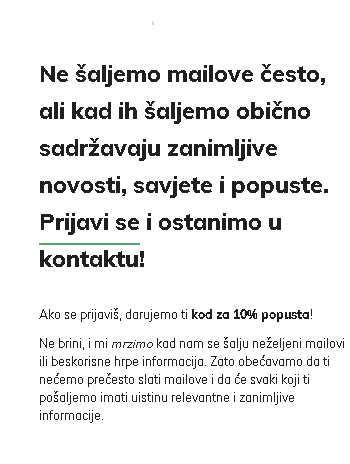 Ne šaljemo mailove često,
ali kad ih šaljemo obično
sadržavaju zanimljive
novosti, savjete i popuste.
Prijavi se i ostanimo u
kontaktu!
Ako se prijaviš, darujemo ti kod za 10% popusta!
Ne brini, i mi mrzimo kad nam se šalju neželjeni mailovi
ili beskorisne hrpe informacija. Zato obećavamo da ti
nećemo prečesto slati mailove i da će svaki koji ti
pošaljemo imati uistinu relevantne i zanimljive
informacije.